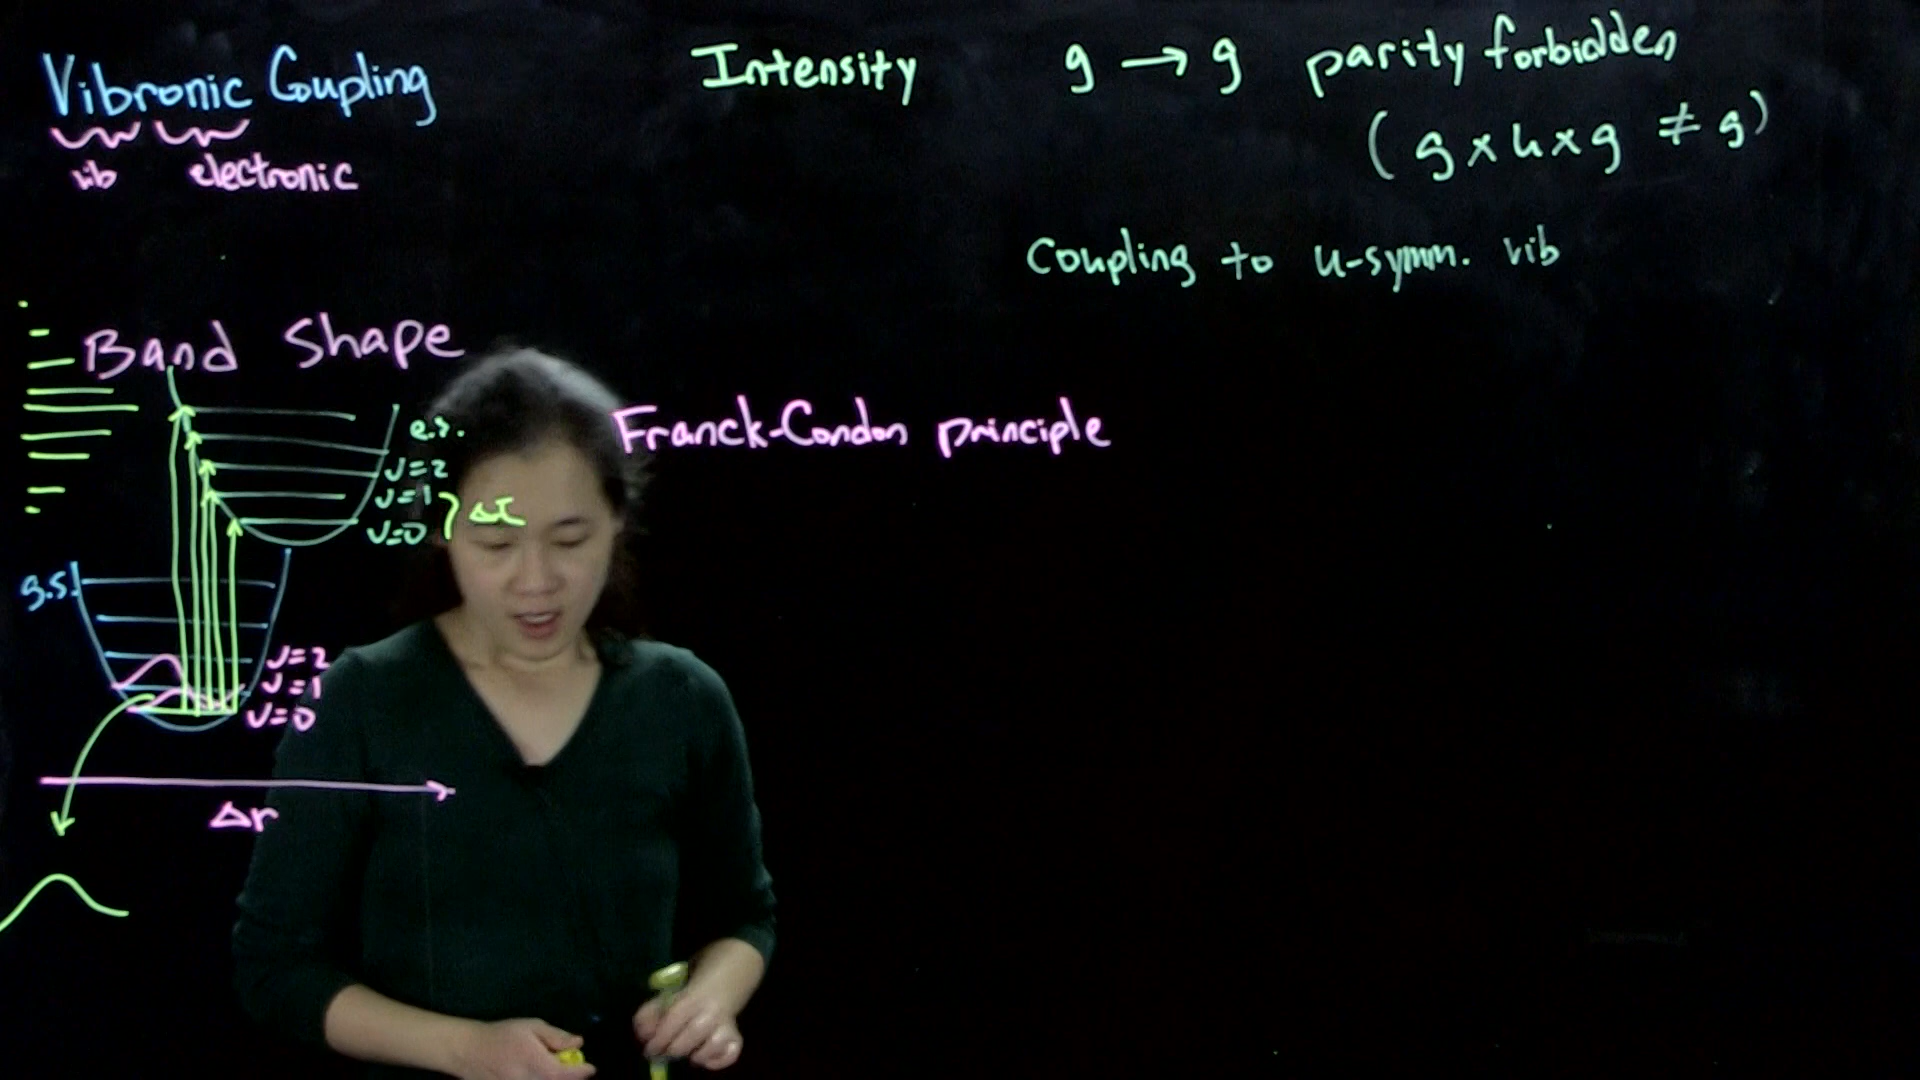 Vibronic Coupling
vib electronic
Intensity g → g parity forbidden
(g x u x g ≠ g)
Coupling to u-symm. vib
Band Shape
Franck-Condon principle
e.s.
v=2
v=1
v=0
g.s.
v=2
v=1
v=0
Δr